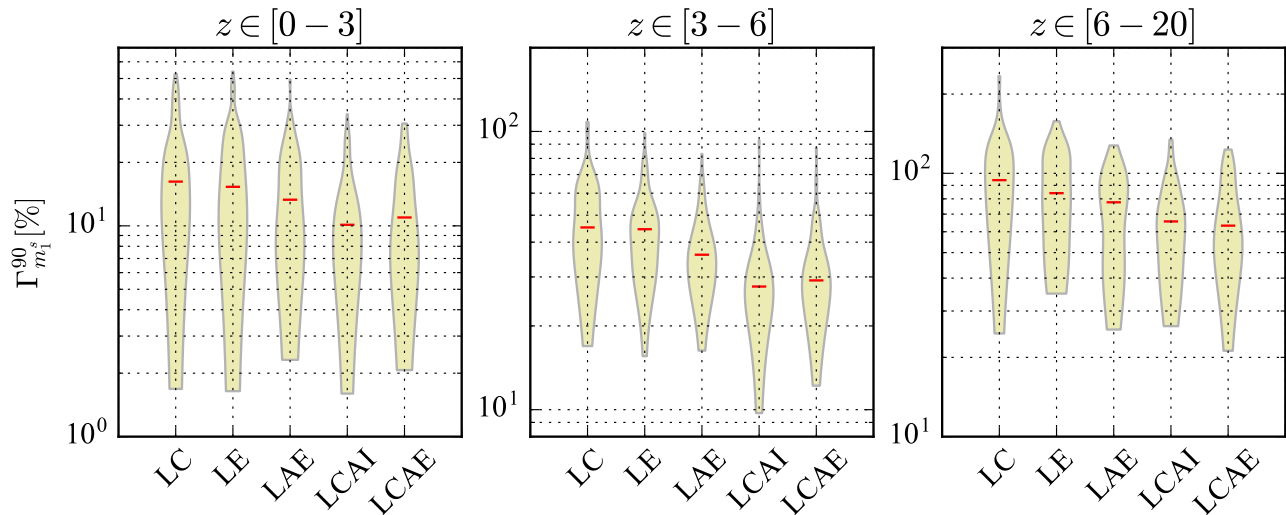 z ∈ [0 − 3]
z ∈ [3 − 6]
z ∈ [6 − 20]
Γ^{90}_{m_1^s} [%]
10^1
10^0
10^2
10^1
10^2
10^1
LC LE LAE LCAI LCAE
LC LE LAE LCAI LCAE
LC LE LAE LCAI LCAE